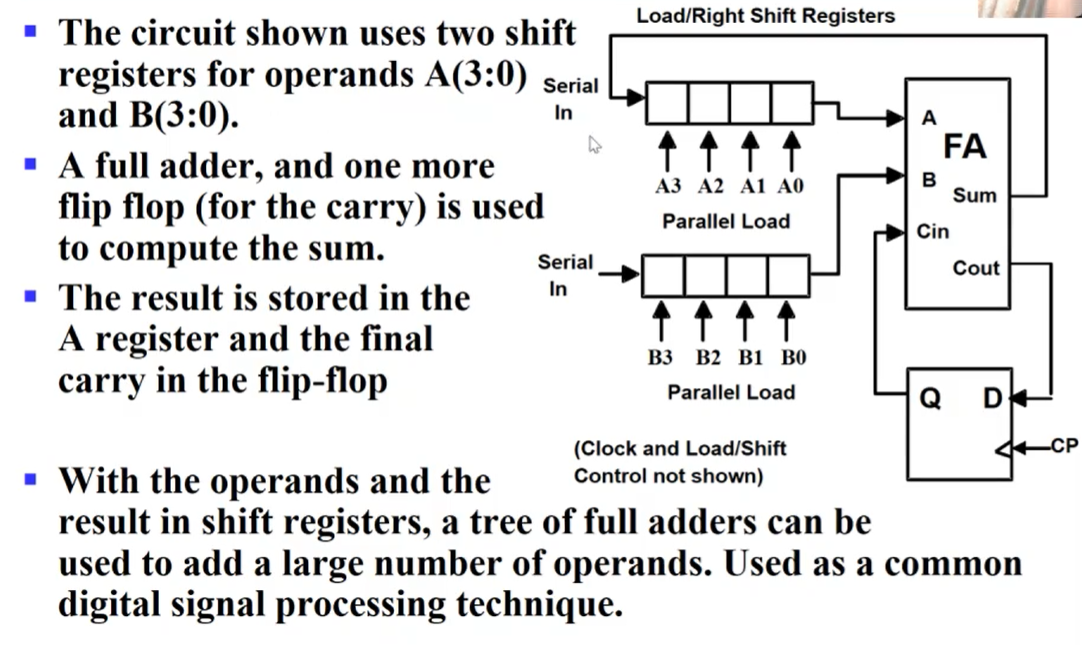 The circuit shown uses two shift
registers for operands A(3:0)
and B(3:0).
A full adder, and one more
flip flop (for the carry) is used
to compute the sum.
The result is stored in the
A register and the final
carry in the flip-flop
With the operands and the
result in shift registers, a tree of full adders can be
used to add a large number of operands. Used as a common
digital signal processing technique.
Load/Right Shift Registers
Serial
In
A3 A2 A1 A0
Parallel Load
A
FA
B
Sum
Cin
Cout
Serial
In
B3 B2 B1 B0
Parallel Load
Q D
CP
(Clock and Load/Shift
Control not shown)